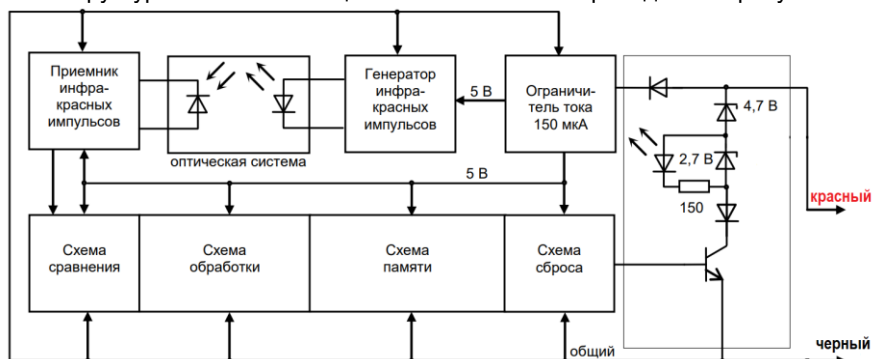 Приемник
инфра-
красных
импульсов
оптическая система
Генератор
инфра-
красных
импульсов
5 В
Ограничи-
тель тока
150 мкА
4,7 В
2,7 В
150
красный
5 В
Схема
сравнения
Схема
обработки
Схема
памяти
Схема
сброса
общий
черный